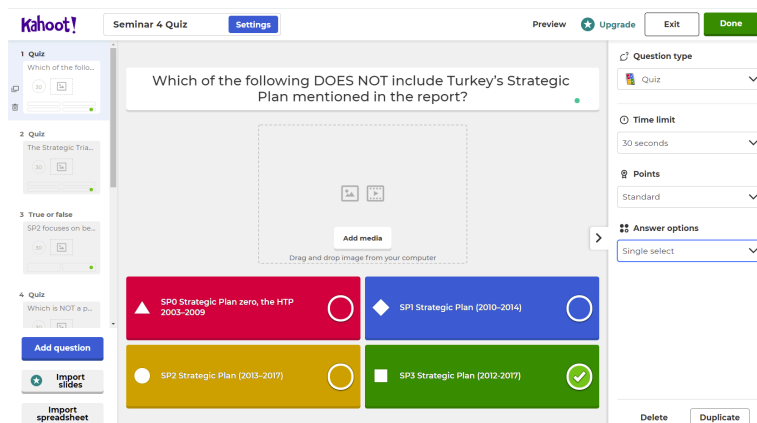 Kahoot!
Seminar 4 Quiz
Settings
Preview
Upgrade
Exit
Done
1 Quiz
Which of the follo...
30
2 Quiz
The Strategic Tria...
30
3 True or false
SP2 focuses on be...
30
4 Quiz
Which is NOT a p...
30
Add question
Import
slides
Import
spreadsheet
Which of the following DOES NOT include Turkey's Strategic
Plan mentioned in the report?
Add media
Drag and drop image from your computer
SP0 Strategic Plan zero, the HTP
2003–2009
SP1 Strategic Plan (2010–2014)
SP2 Strategic Plan (2013–2017)
SP3 Strategic Plan (2012-2017)
Question type
Quiz
Time limit
30 seconds
Points
Standard
Answer options
Single select
Delete
Duplicate